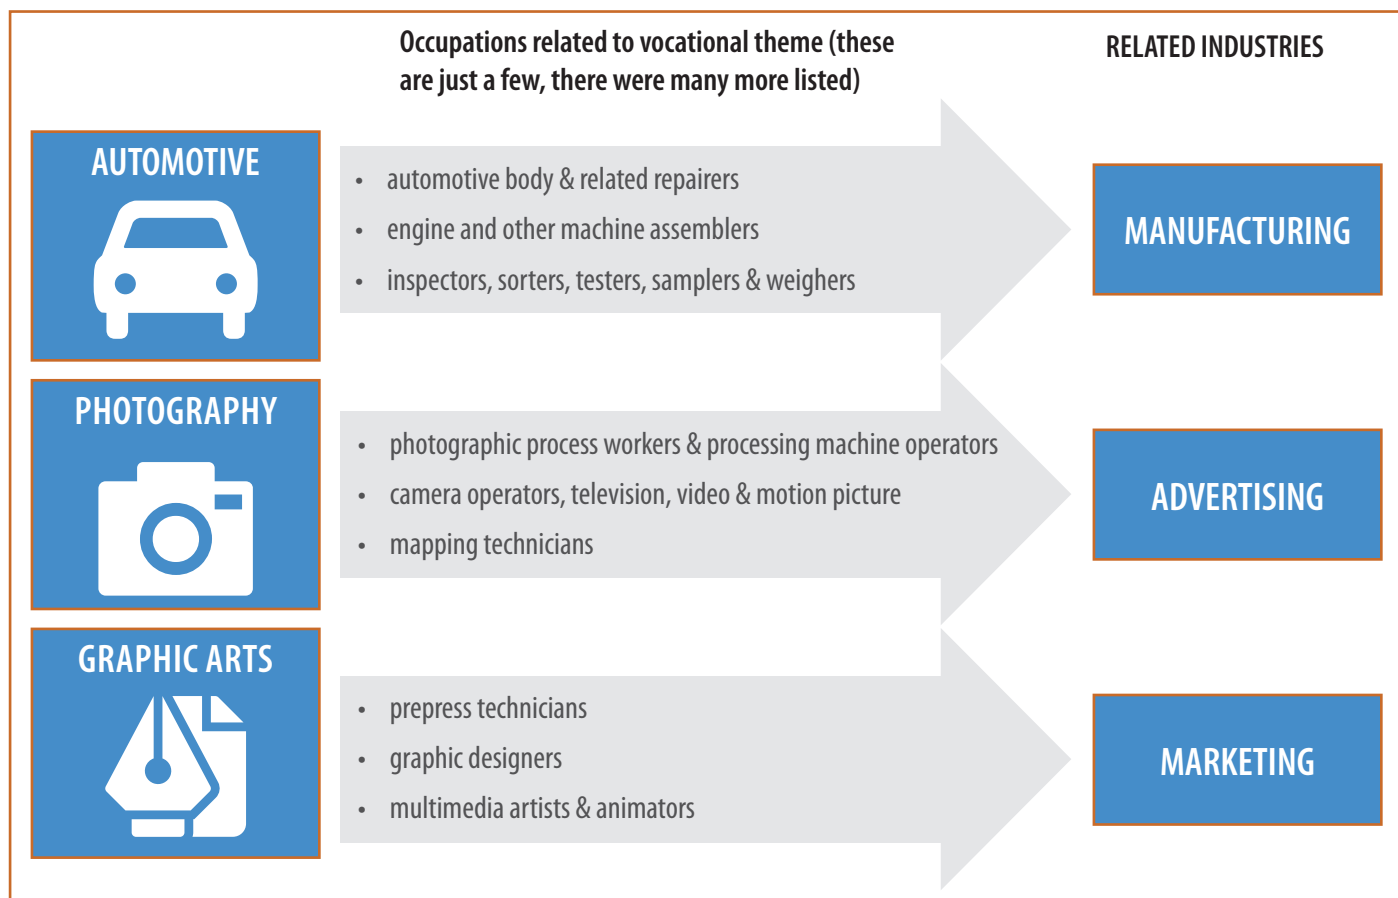 Occupations related to vocational theme (these
are just a few, there were many more listed)
RELATED INDUSTRIES
AUTOMOTIVE
• automotive body & related repairers
• engine and other machine assemblers
• inspectors, sorters, testers, samplers & weighers
MANUFACTURING
PHOTOGRAPHY
• photographic process workers & processing machine operators
• camera operators, television, video & motion picture
• mapping technicians
ADVERTISING
GRAPHIC ARTS
• prepress technicians
• graphic designers
• multimedia artists & animators
MARKETING